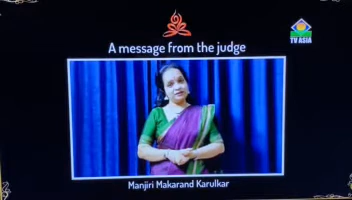 A message from the judge
TV ASIA
Manjiri Makarand Karulkar